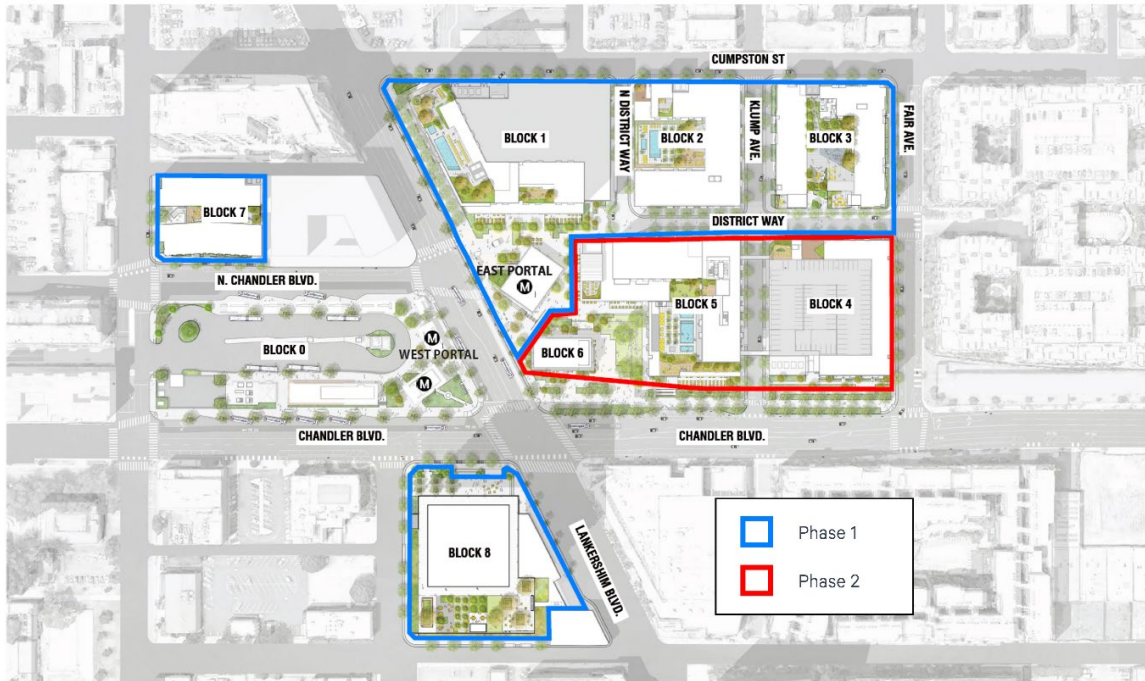 CUMPSTON ST
N DISTRICT WAY
KLUMP AVE.
FAIR AVE.
BLOCK 1
BLOCK 2
BLOCK 3
BLOCK 7
DISTRICT WAY
EAST PORTAL
M
N. CHANDLER BLVD.
BLOCK 5
BLOCK 4
M
BLOCK 0
WEST PORTAL
BLOCK 6
M
CHANDLER BLVD.
CHANDLER BLVD.
BLOCK 8
LANKERSHIM BLVD.
Phase 1
Phase 2